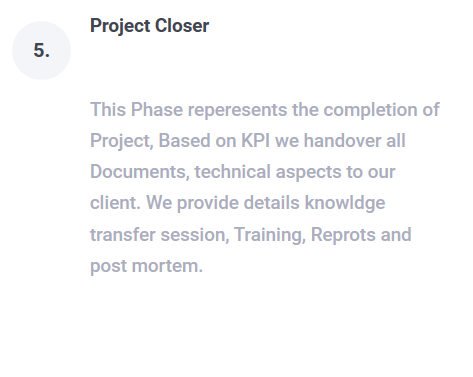 Project Closer
5.
This Phase reperesents the completion of
Project, Based on KPI we handover all
Documents, technical aspects to our
client. We provide details knowldge
transfer session, Training, Reprots and
post mortem.